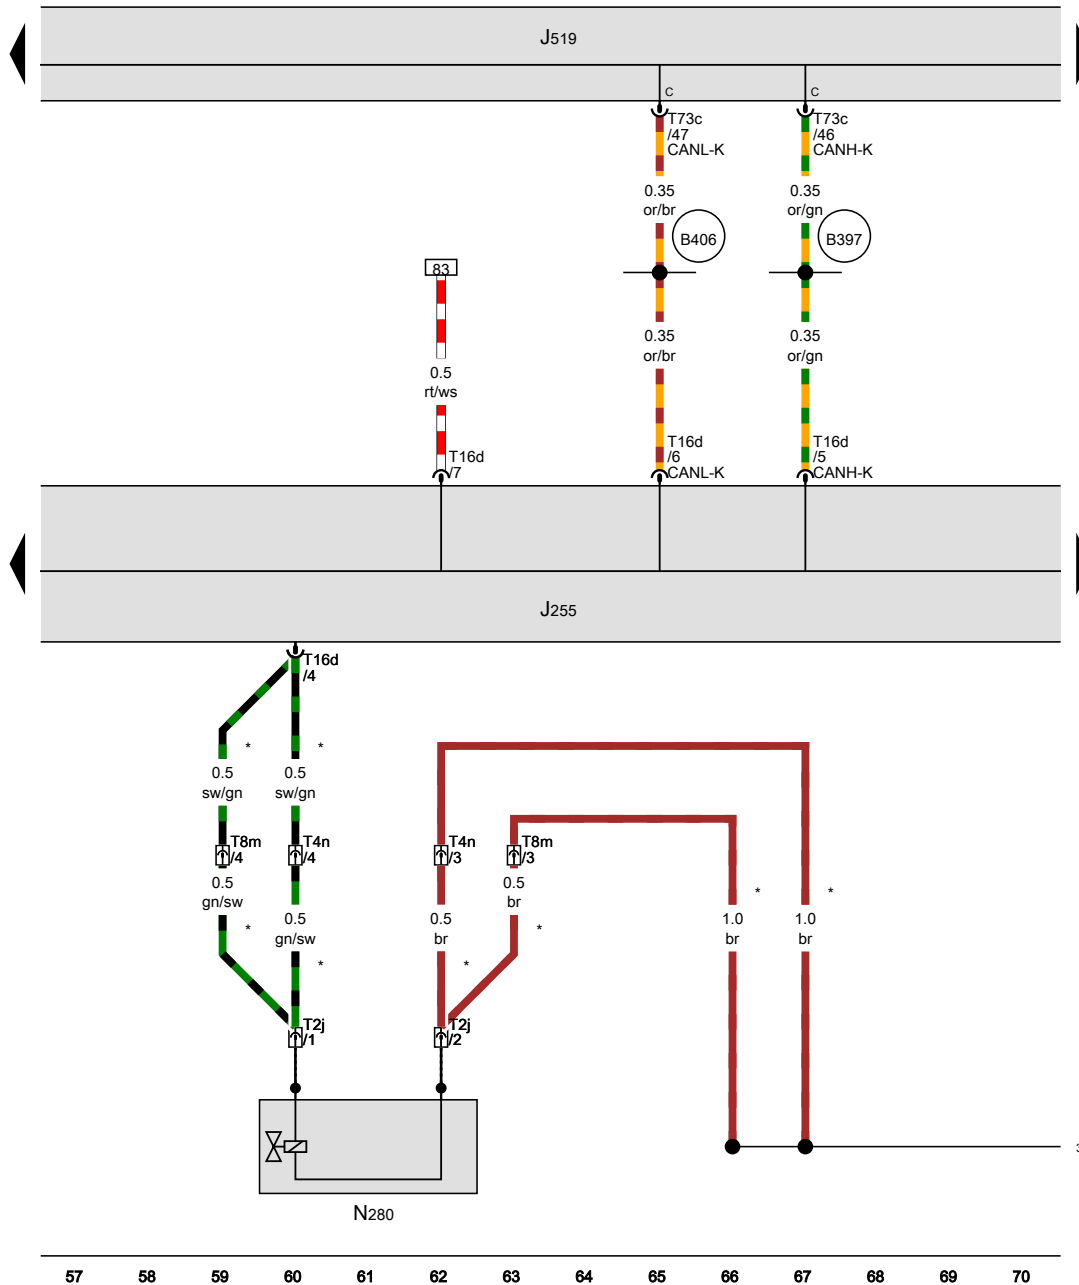 J519
c
c
T73c
/47
CANL-K
T73c
/46
CANH-K
0.35
or/br
0.35
or/gn
B406
B397
83
0.35
or/br
0.35
or/gn
0.5
rt/ws
T16d
/7
T16d
/6
CANL-K
T16d
/5
CANH-K
J255
T16d
/4
*
*
0.5
sw/gn
0.5
sw/gn
T8m
/4
T4n
/4
T4n
/3
T8m
/3
0.5
gn/sw
0.5
br
*
*
0.5
gn/sw
0.5
br
1.0
br
1.0
br
*
*
*
*
T2j
/1
T2j
/2
N280
57 58 59 60 61 62 63 64 65 66 67 68 69 70